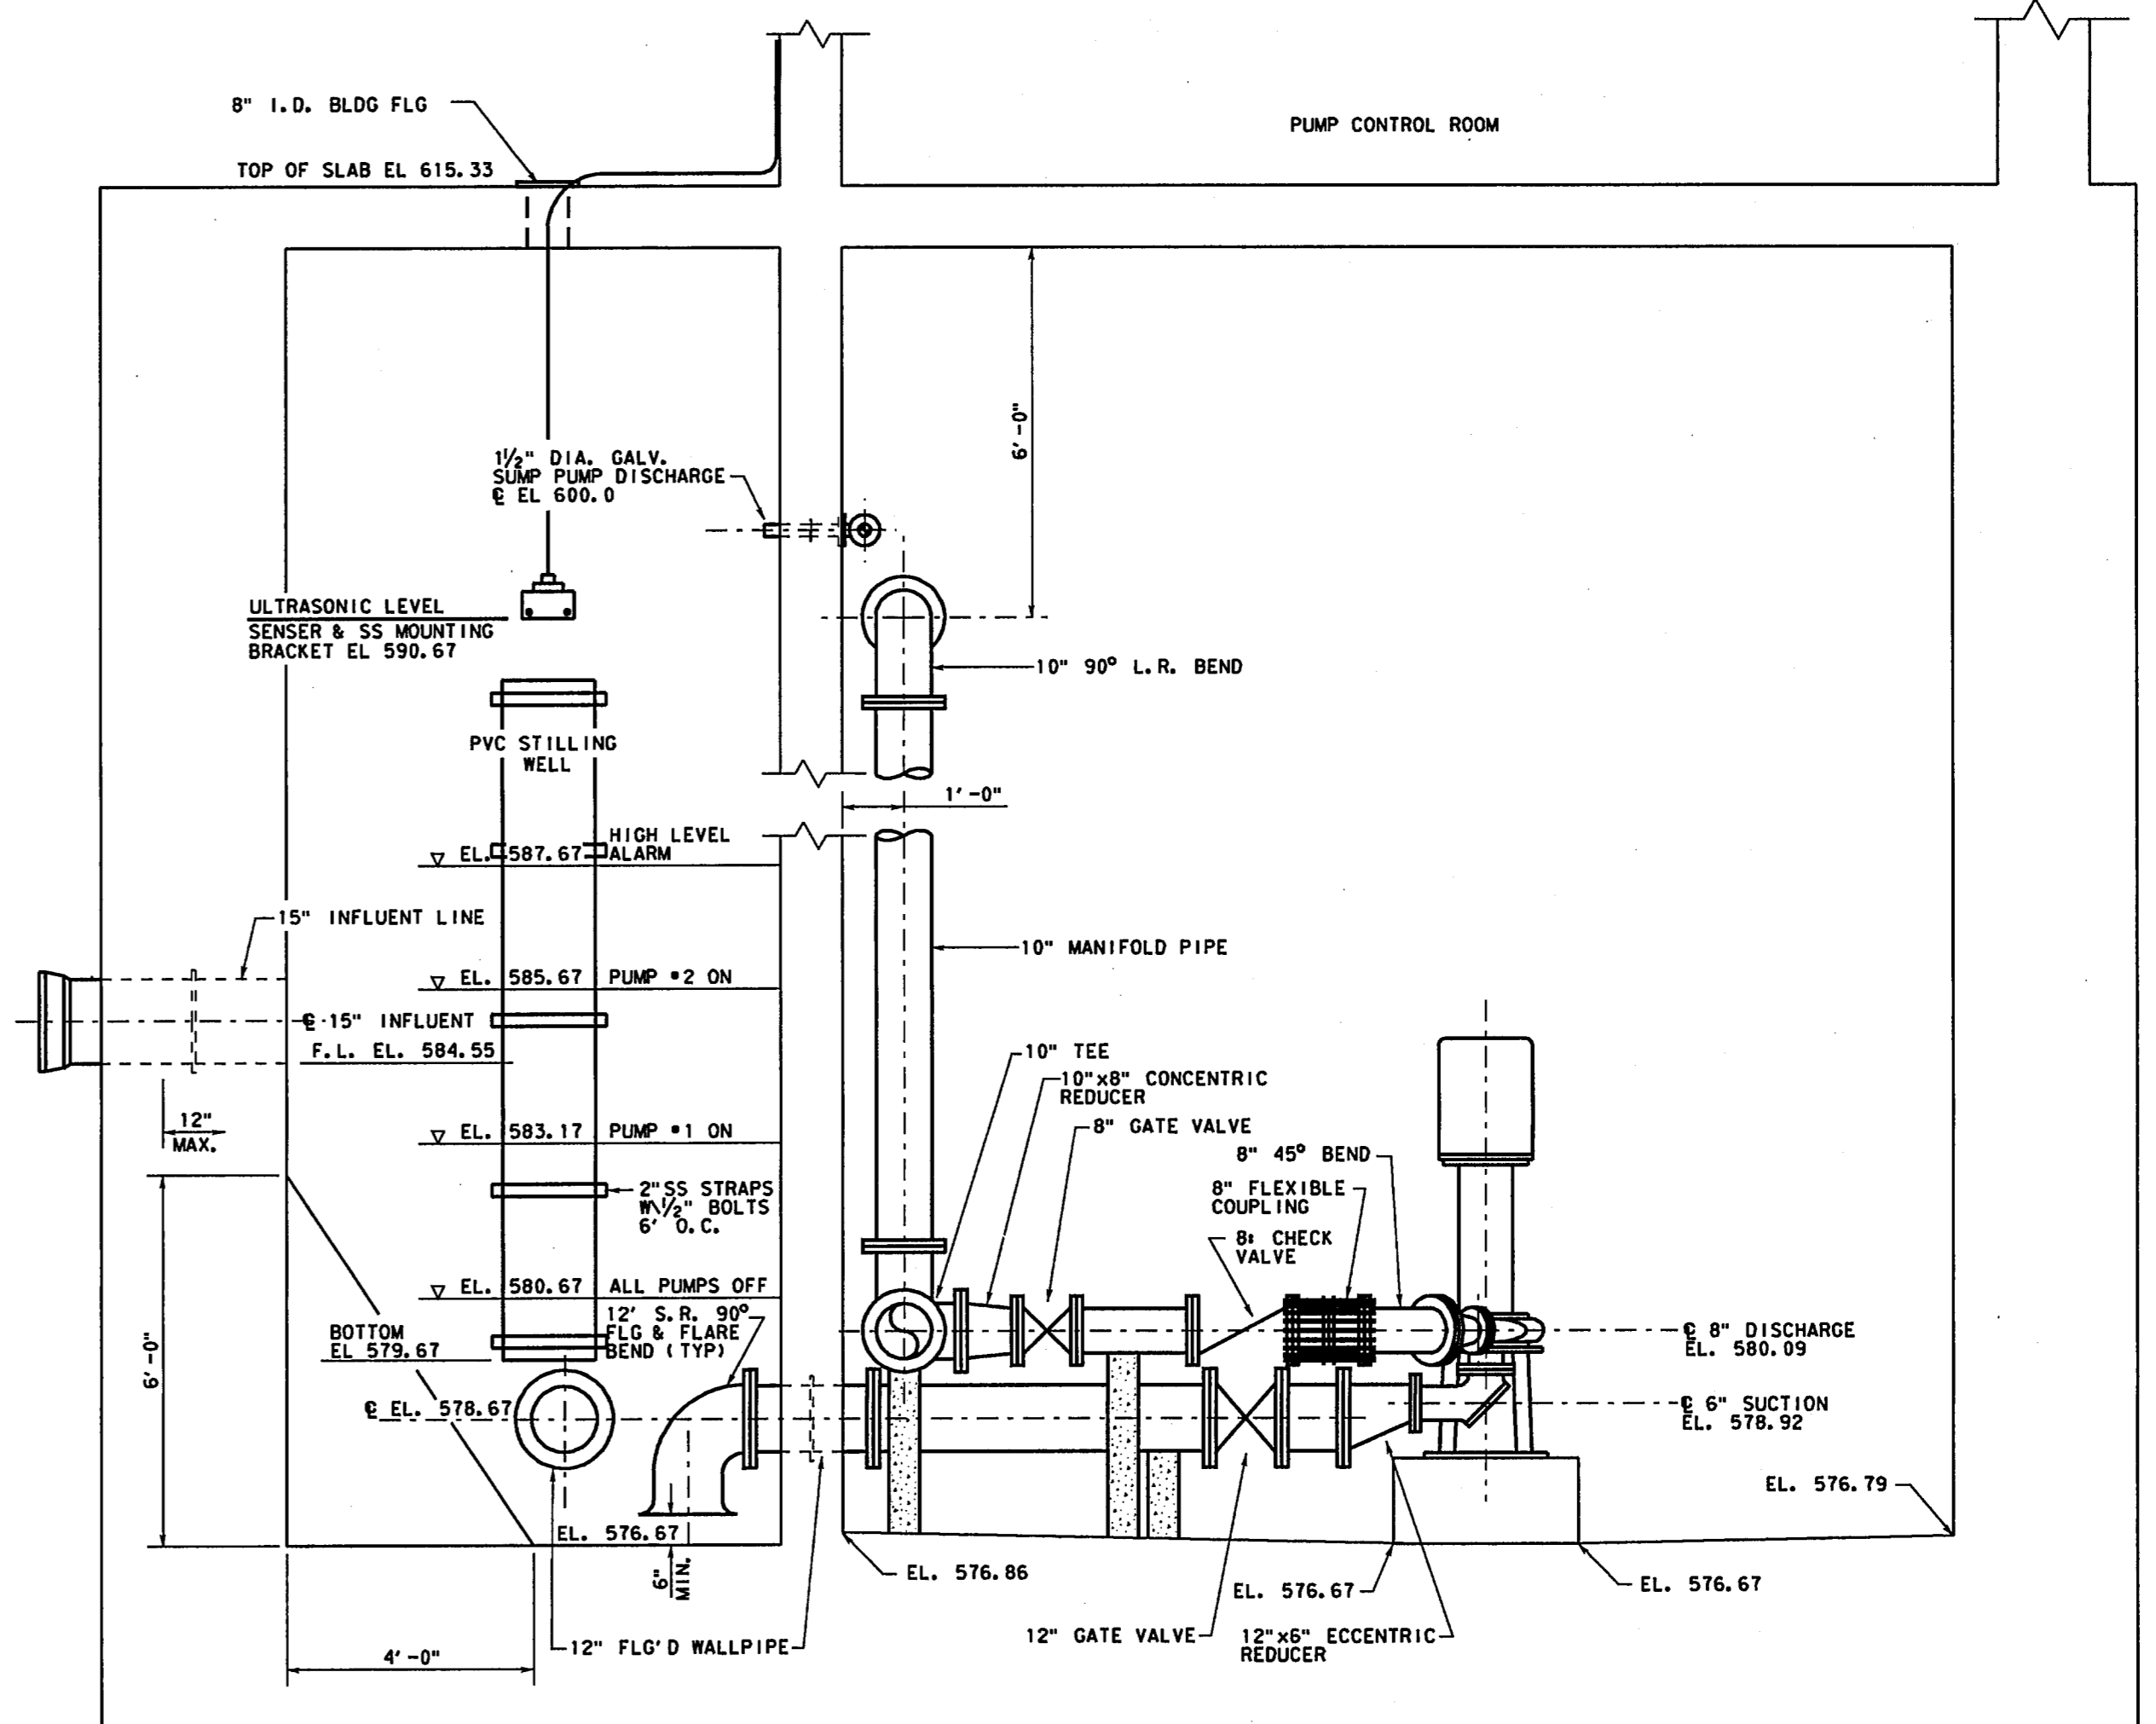 8" I.D. BLDG FLG
PUMP CONTROL ROOM
TOP OF SLAB EL 615.33
6'-0"
1½" DIA. GALV.
SUMP PUMP DISCHARGE
℄ EL 600.0
ULTRASONIC LEVEL
SENSER & SS MOUNTING
BRACKET EL 590.67
10" 90° L.R. BEND
PVC STILLING
WELL
1'-0"
HIGH LEVEL
EL. 587.67 ALARM
15" INFLUENT LINE
10" MANIFOLD PIPE
EL. 585.67 PUMP #2 ON
℄ 15" INFLUENT
F.L. EL. 584.55
10" TEE
10"x8" CONCENTRIC
REDUCER
12"
MAX.
EL. 583.17 PUMP #1 ON
8" GATE VALVE
8" 45° BEND
2"SS STRAPS
W\1/2" BOLTS
6' O.C.
8" FLEXIBLE
COUPLING
8: CHECK
VALVE
EL. 580.67 ALL PUMPS OFF
12' S.R. 90°
FLG & FLARE
BEND (TYP)
BOTTOM
EL 579.67
℄ 8" DISCHARGE
EL. 580.09
6'-0"
℄ EL. 578.67
℄ 6" SUCTION
EL. 578.92
EL. 576.79
EL. 576.67
6"
MIN.
EL. 576.86
EL. 576.67
EL. 576.67
12" FLG'D WALLPIPE
12" GATE VALVE
12"x6" ECCENTRIC
REDUCER
4'-0"